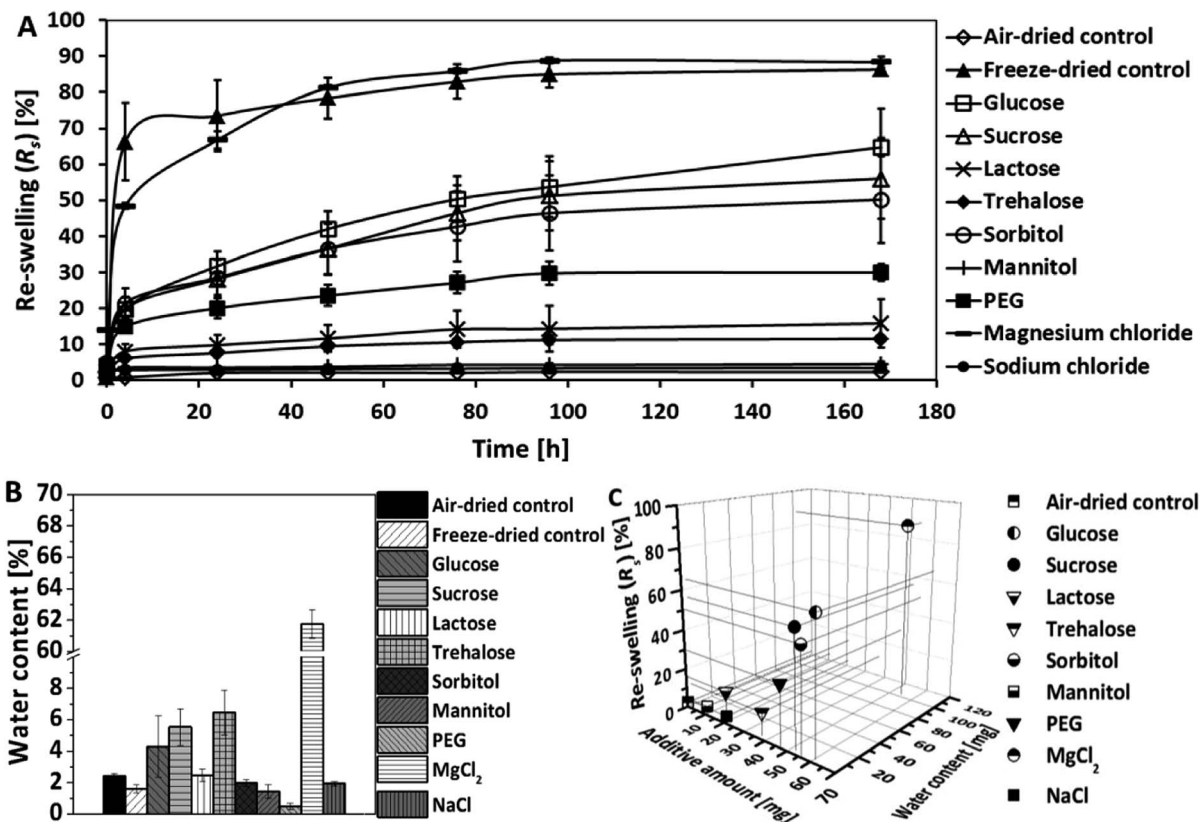 A
100
90
80
70
60
50
40
30
20
10
0
Re-swelling (Rs) [%]
0 20 40 60 80 100 120 140 160 180
Time [h]
Air-dried control
Freeze-dried control
Glucose
Sucrose
Lactose
Trehalose
Sorbitol
Mannitol
PEG
Magnesium chloride
Sodium chloride
B
70
68
66
64
62
60
8
6
4
2
0
Water content [%]
Air-dried control
Freeze-dried control
Glucose
Sucrose
Lactose
Trehalose
Sorbitol
Mannitol
PEG
MgCl2
NaCl
C
100
80
60
40
20
0
Re-swelling (Rs) [%]
10 20 30 40 50 60 70
Additive amount [mg]
20 40 60 80 100 120
Water content [mg]
Air-dried control
Glucose
Sucrose
Lactose
Trehalose
Sorbitol
Mannitol
PEG
MgCl2
NaCl